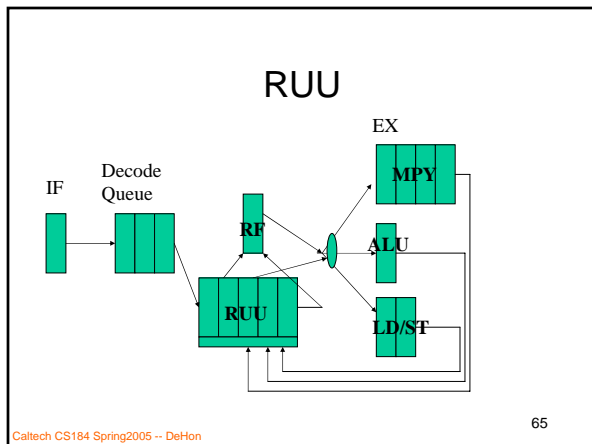 RUU
EX
MPY
Decode
Queue
IF
RF
ALU
RUU
LD/ST
Caltech CS184 Spring2005 -- DeHon
65